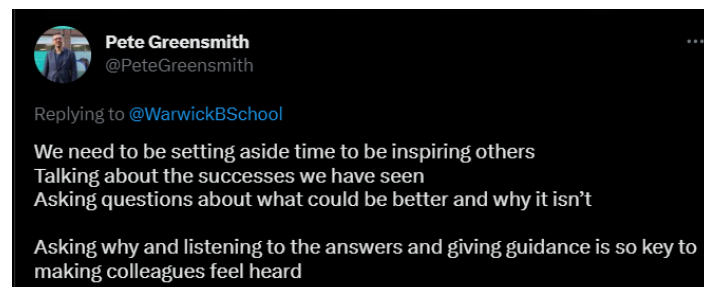 Pete Greensmith
@PeteGreensmith
Replying to @WarwickBSchool
We need to be setting aside time to be inspiring others
Talking about the successes we have seen
Asking questions about what could be better and why it isn’t
Asking why and listening to the answers and giving guidance is so key to
making colleagues feel heard